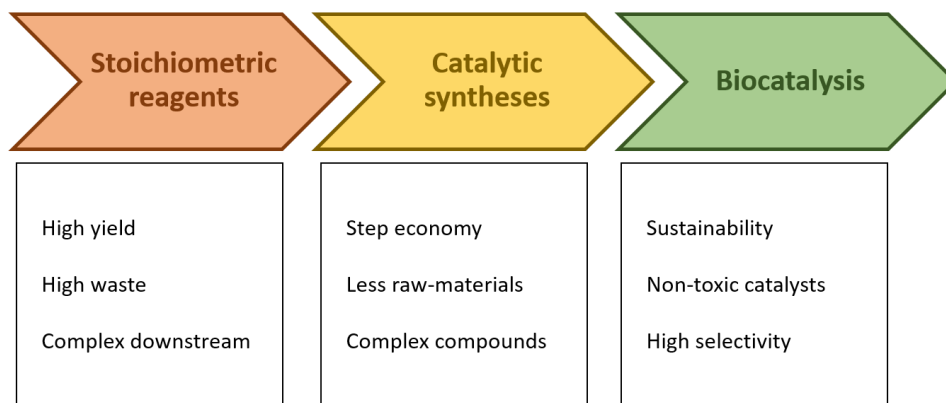 Stoichiometric
reagents
Catalytic
syntheses
Biocatalysis
High yield
High waste
Complex downstream
Step economy
Less raw-materials
Complex compounds
Sustainability
Non-toxic catalysts
High selectivity